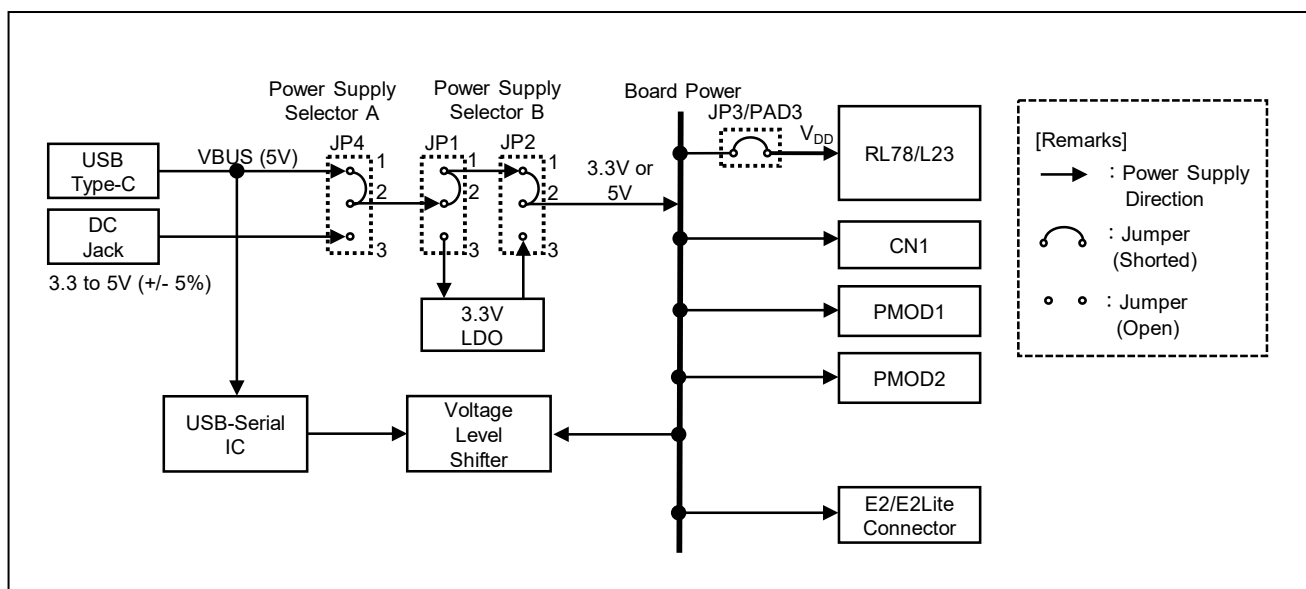 Power Supply
Selector A
Power Supply
Selector B
Board Power
JP4
JP1
JP2
JP3/PAD3
VDD
USB
Type-C
VBUS (5V)
1
2
3
1
2
3
1
2
3
3.3V or
5V
RL78/L23
DC
Jack
3.3 to 5V (+/- 5%)
3.3V
LDO
CN1
PMOD1
PMOD2
USB-Serial
IC
Voltage
Level
Shifter
E2/E2Lite
Connector
[Remarks]
: Power Supply
Direction
: Jumper
(Shorted)
: Jumper
(Open)